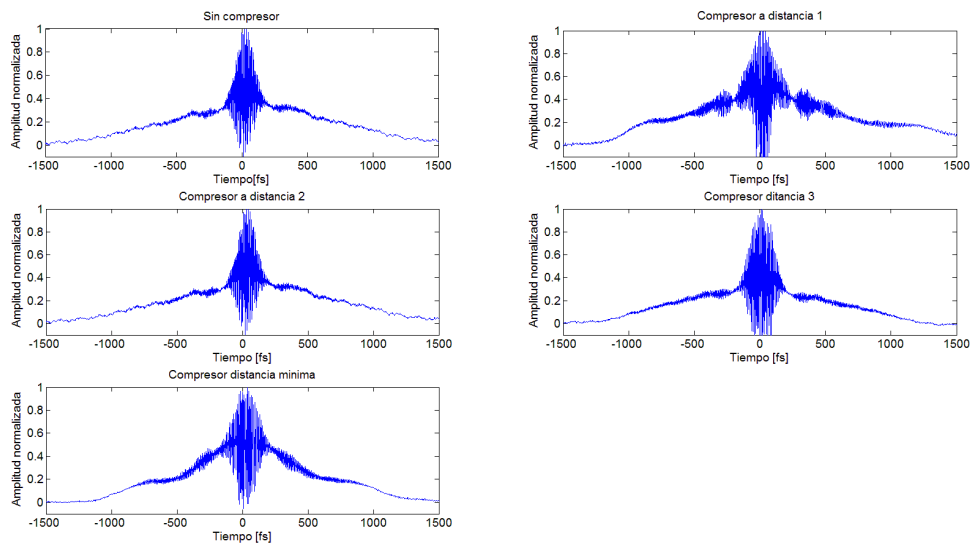 Sin compresor
Amplitud normalizada
1
0.8
0.6
0.4
0.2
0
-1500 -1000 -500 0 500 1000 1500
Tiempo[fs]
Compresor a distancia 1
Amplitud normalizada
1
0.8
0.6
0.4
0.2
0
-1500 -1000 -500 0 500 1000 1500
Tiempo[fs]
Compresor a distancia 2
Amplitud normalizada
1
0.8
0.6
0.4
0.2
0
-1500 -1000 -500 0 500 1000 1500
Tiempo [fs]
Compresor ditancia 3
Amplitud normalizada
1
0.8
0.6
0.4
0.2
0
-1500 -1000 -500 0 500 1000 1500
Tiempo [fs]
Compresor distancia minima
Amplitud normalizada
1
0.8
0.6
0.4
0.2
0
-1500 -1000 -500 0 500 1000 1500
Tiempo [fs]